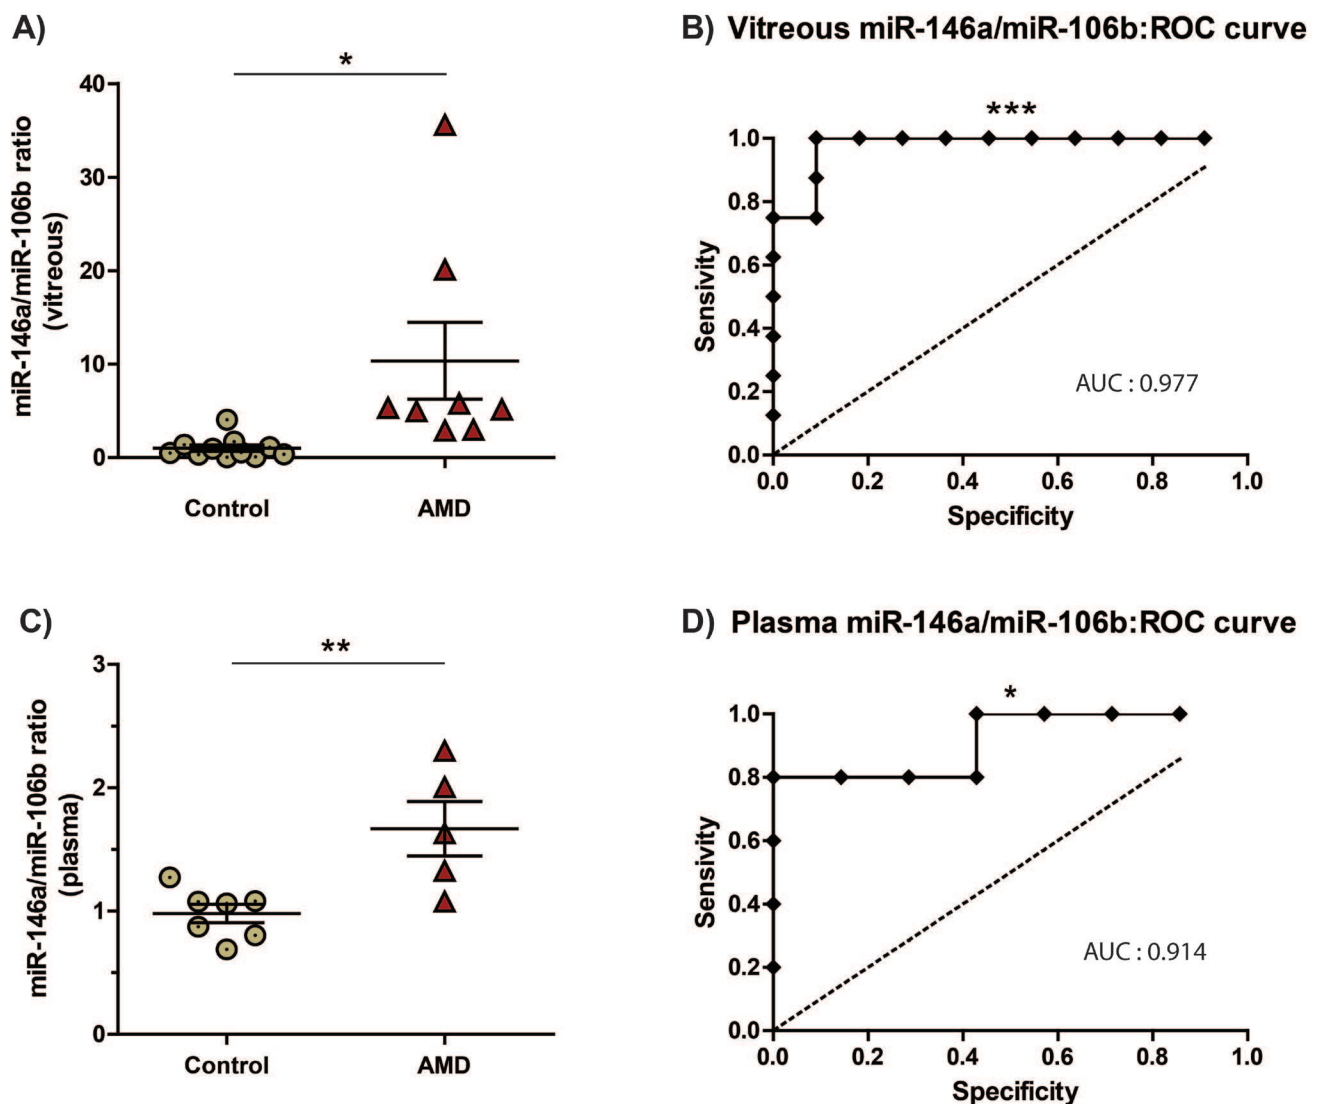 A)
*
miR-146a/miR-106b ratio
(vitreous)
40
30
20
10
0
Control AMD
B) Vitreous miR-146a/miR-106b:ROC curve
***
Sensivity
1.0
0.8
0.6
0.4
0.2
0.0
AUC : 0.977
0.0 0.2 0.4 0.6 0.8 1.0
Specificity
C)
**
miR-146a/miR-106b ratio
(plasma)
3
2
1
0
Control AMD
D) Plasma miR-146a/miR-106b:ROC curve
*
Sensivity
1.0
0.8
0.6
0.4
0.2
0.0
AUC : 0.914
0.0 0.2 0.4 0.6 0.8 1.0
Specificity